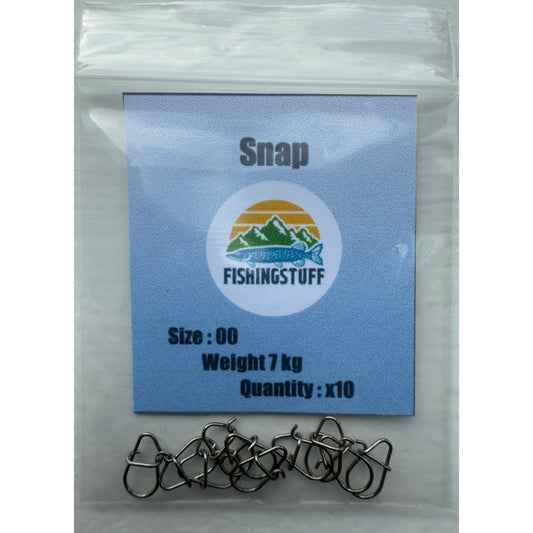 Snap
FISHINGSTUFF
Size : 00
Weight 7 kg
Quantity : x10